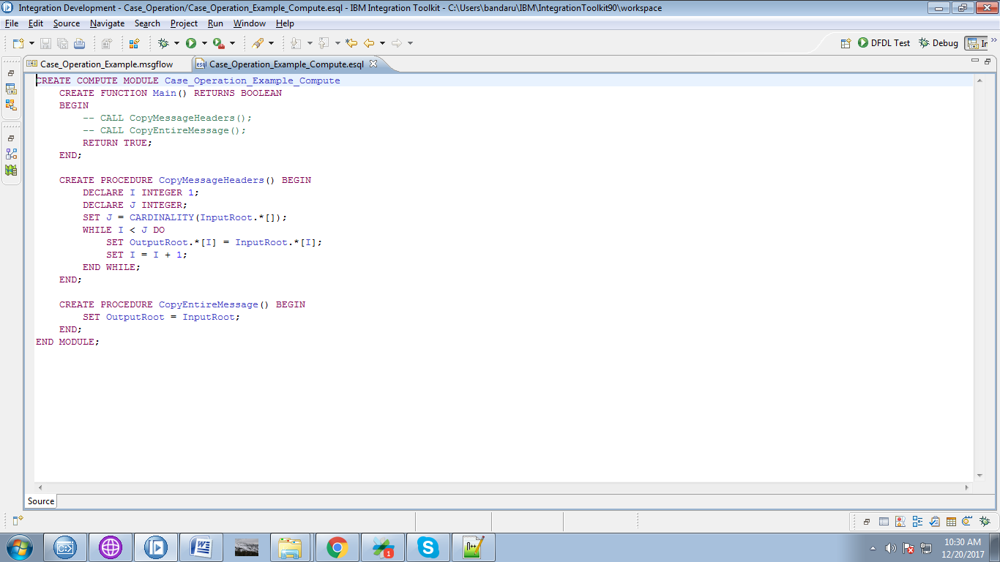 Integration Development - Case_Operation/Case_Operation_Example_Compute.esql - IBM Integration Toolkit - C:\Users\bandaru\IBM\IntegrationToolkit90\workspace
File Edit Source Navigate Search Project Run Window Help
DFDL Test Debug In
Case_Operation_Example.msgflow esql Case_Operation_Example_Compute.esql
CREATE COMPUTE MODULE Case_Operation_Example_Compute
CREATE FUNCTION Main() RETURNS BOOLEAN
BEGIN
-- CALL CopyMessageHeaders();
-- CALL CopyEntireMessage();
RETURN TRUE;
END;
CREATE PROCEDURE CopyMessageHeaders() BEGIN
DECLARE I INTEGER 1;
DECLARE J INTEGER;
SET J = CARDINALITY(InputRoot.*[]);
WHILE I < J DO
SET OutputRoot.*[I] = InputRoot.*[I];
SET I = I + 1;
END WHILE;
END;
CREATE PROCEDURE CopyEntireMessage() BEGIN
SET OutputRoot = InputRoot;
END;
END MODULE;
Source
1
10:30 AM
12/20/2017